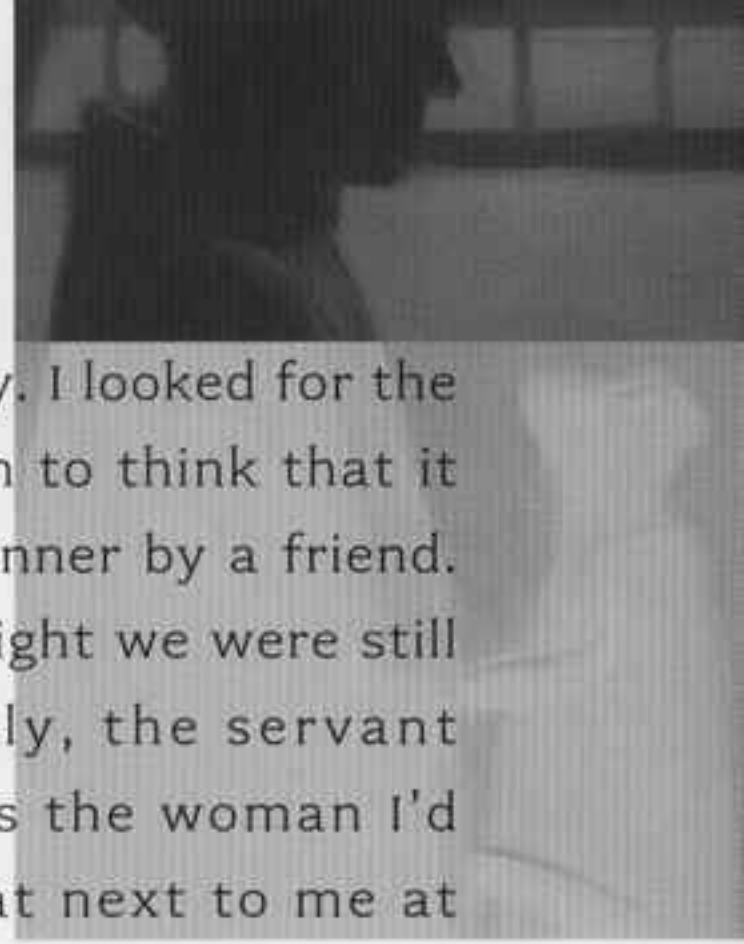 y. I looked for the
n to think that it
nner by a friend.
ight we were still
ly, the servant
s the woman I'd
at next to me at